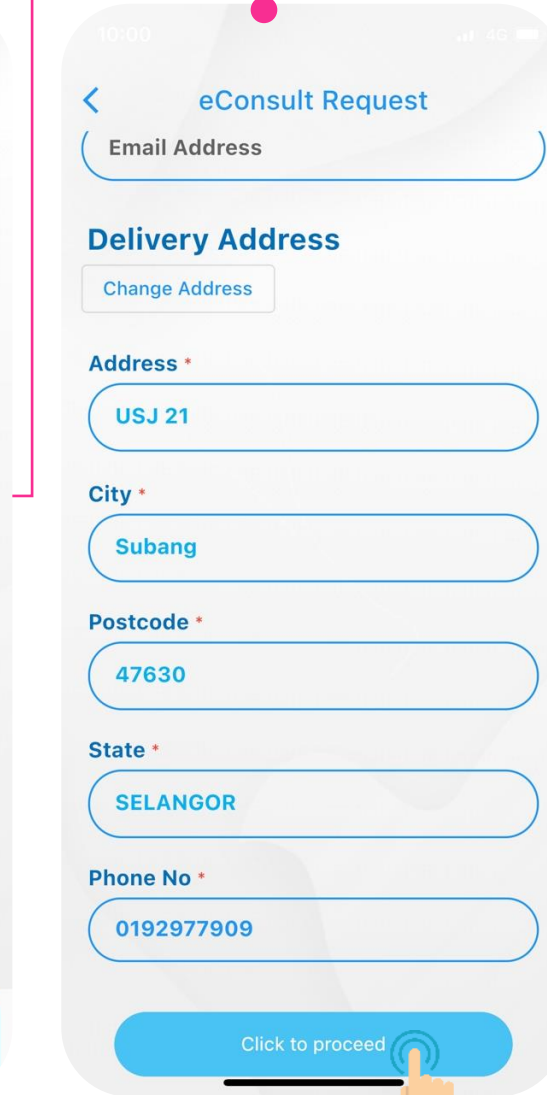 10:00 4G
eConsult Request
Email Address
Delivery Address
Change Address
Address *
USJ 21
City *
Subang
Postcode *
47630
State *
SELANGOR
Phone No *
0192977909
Click to proceed